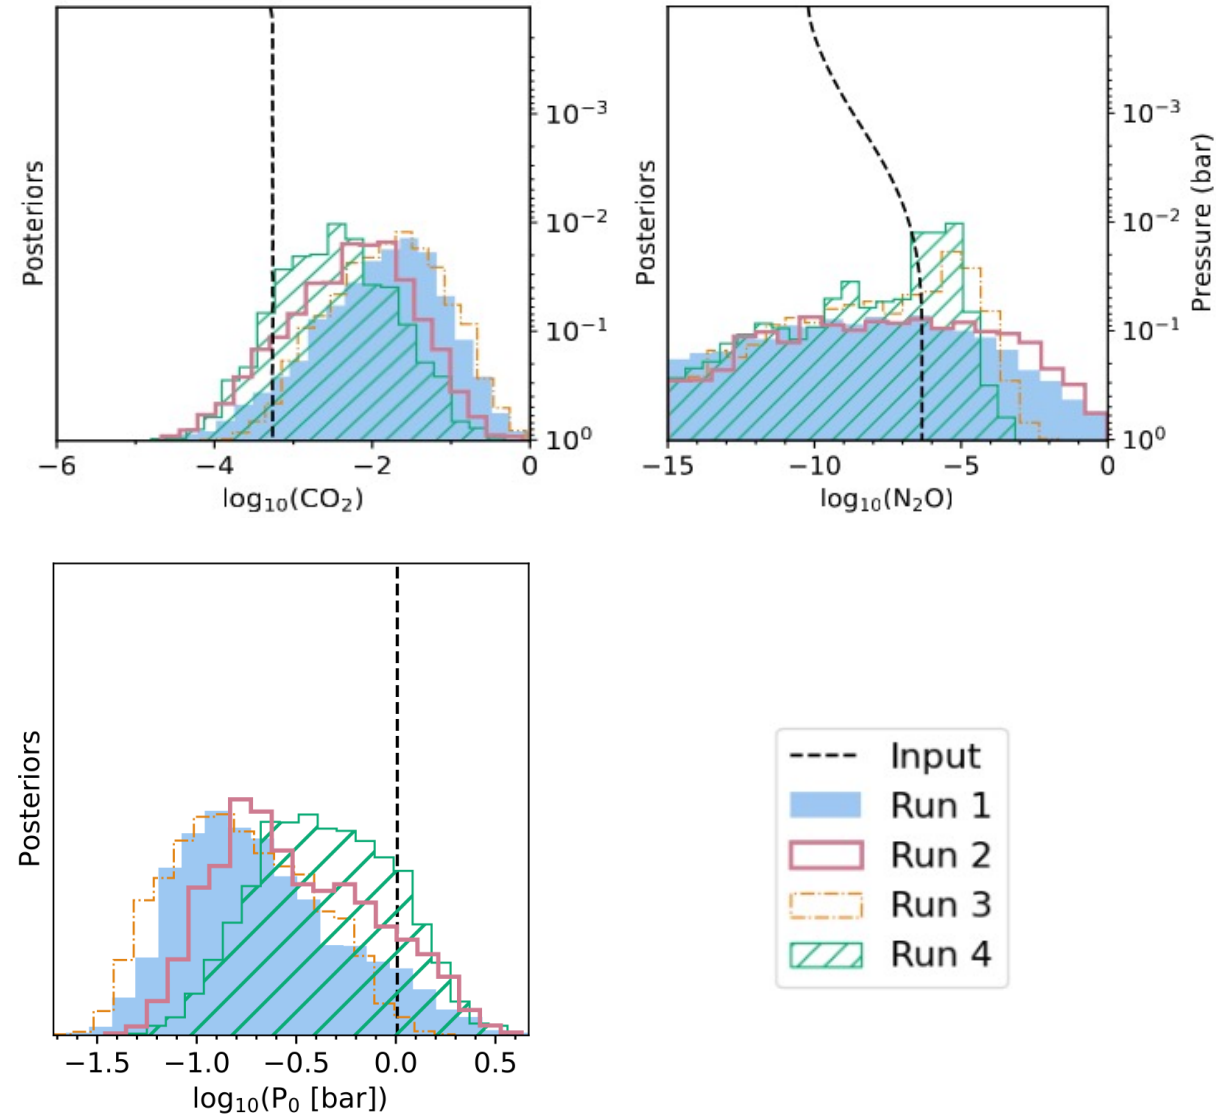 Posteriors
10⁻³
10⁻²
10⁻¹
10⁰
−6
−4
−2
0
log₁₀(CO₂)
Posteriors
10⁻³
10⁻²
10⁻¹
10⁰
Pressure (bar)
−15
−10
−5
0
log₁₀(N₂O)
Posteriors
−1.5
−1.0
−0.5
0.0
0.5
log₁₀(P₀ [bar])
Input
Run 1
Run 2
Run 3
Run 4